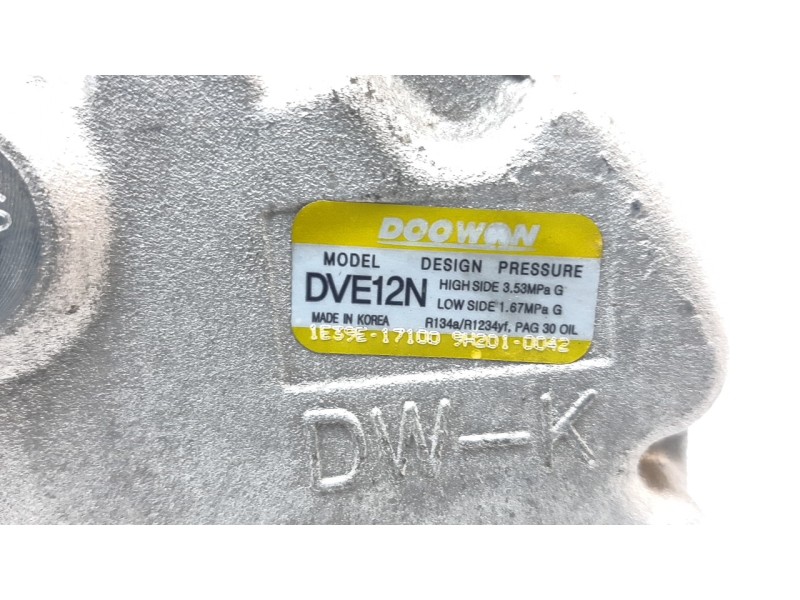 DOOWON
MODEL DESIGN PRESSURE
DVE12N HIGH SIDE 3.53MPa G
LOW SIDE 1.67MPa G
MADE IN KOREA R134a/R1234yf, PAG 30 OIL
1E39E-17100 9H201-0042
DW-K